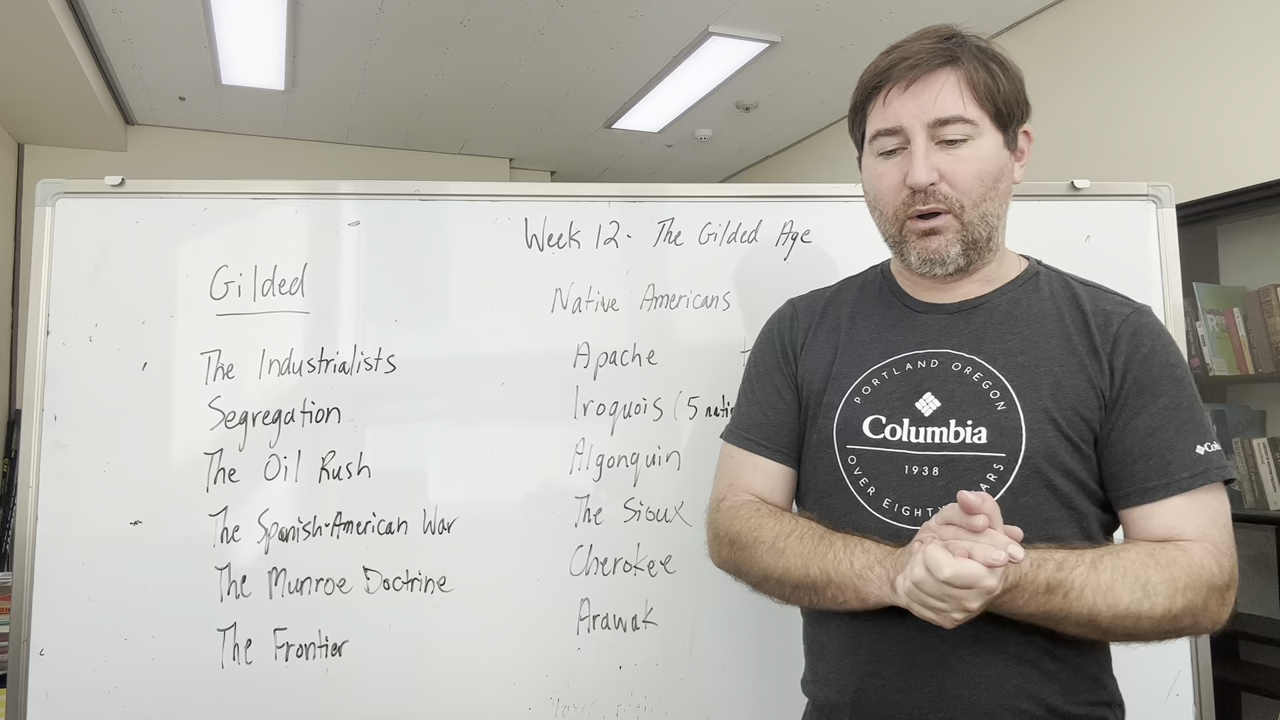 Week 12- The Gilded Age
Gilded
The Industrialists
Segregation
The Oil Rush
The Spanish-American War
The Munroe Doctrine
The Frontier
Native Americans
Apache
Iroquois (5
Algonquin
The Sioux
Cherokee
Arawak
PORTLAND OREGON
Columbia
1938
OVER EIGHTY